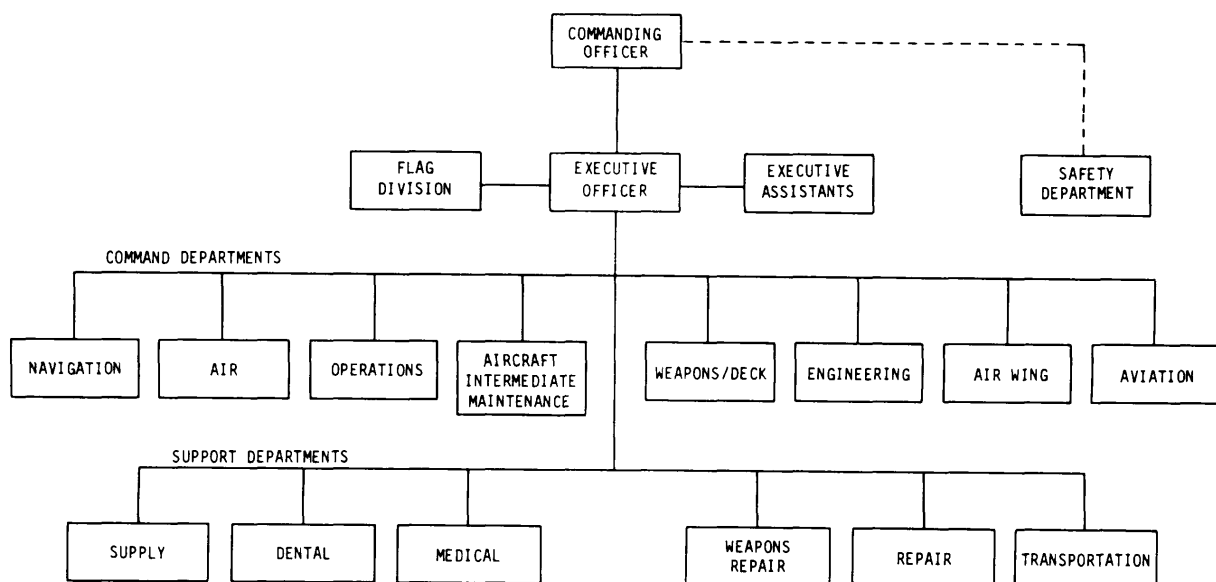 COMMANDING
OFFICER
FLAG
DIVISION
EXECUTIVE
OFFICER
EXECUTIVE
ASSISTANTS
SAFETY
DEPARTMENT
COMMAND DEPARTMENTS
NAVIGATION
AIR
OPERATIONS
AIRCRAFT
INTERMEDIATE
MAINTENANCE
WEAPONS/DECK
ENGINEERING
AIR WING
AVIATION
SUPPORT DEPARTMENTS
SUPPLY
DENTAL
MEDICAL
WEAPONS
REPAIR
REPAIR
TRANSPORTATION